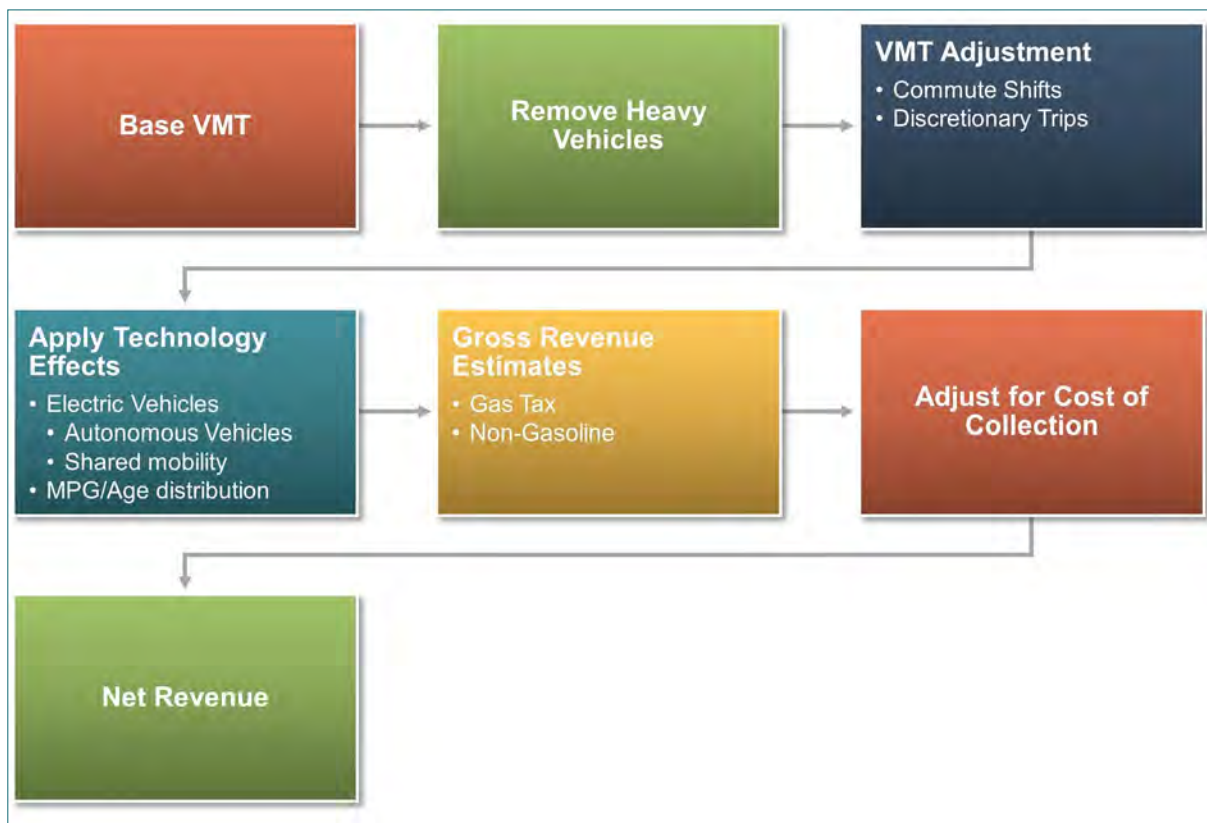 Base VMT
Remove Heavy
Vehicles
VMT Adjustment
• Commute Shifts
• Discretionary Trips
Apply Technology
Effects
• Electric Vehicles
• Autonomous Vehicles
• Shared mobility
• MPG/Age distribution
Gross Revenue
Estimates
• Gas Tax
• Non-Gasoline
Adjust for Cost of
Collection
Net Revenue